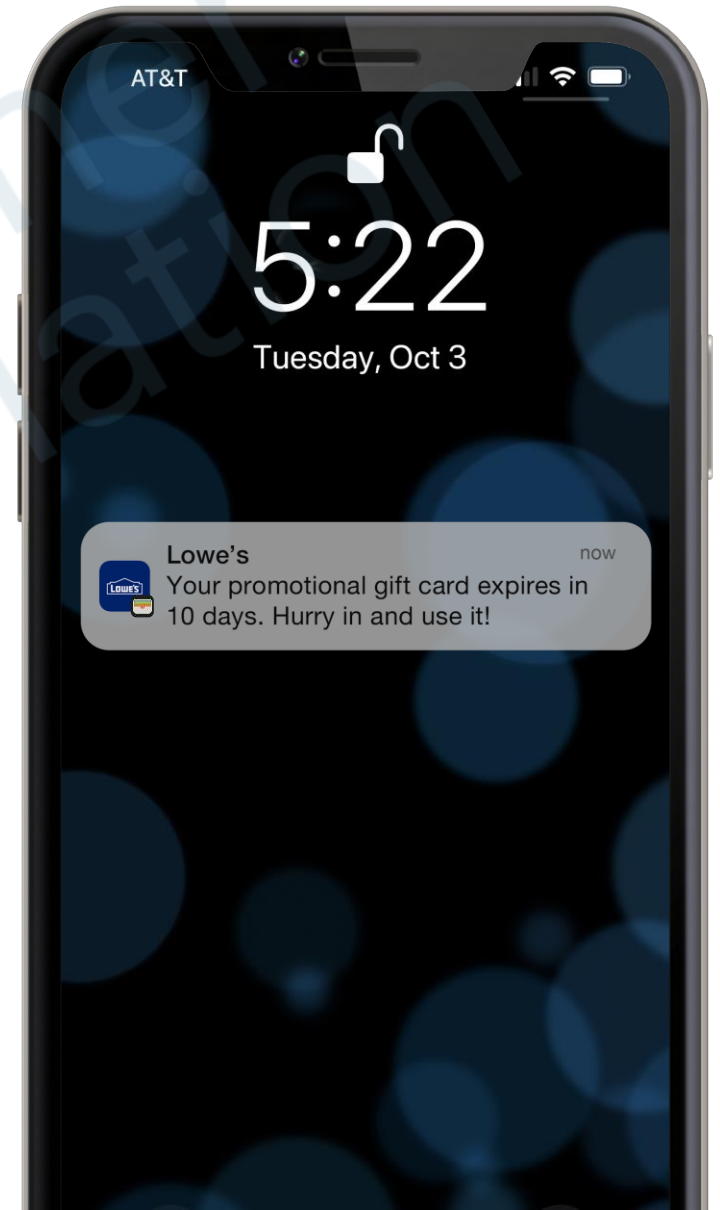 AT&T
5:22
Tuesday, Oct 3
Lowe’s
now
Your promotional gift card expires in
10 days. Hurry in and use it!
LOWE'S